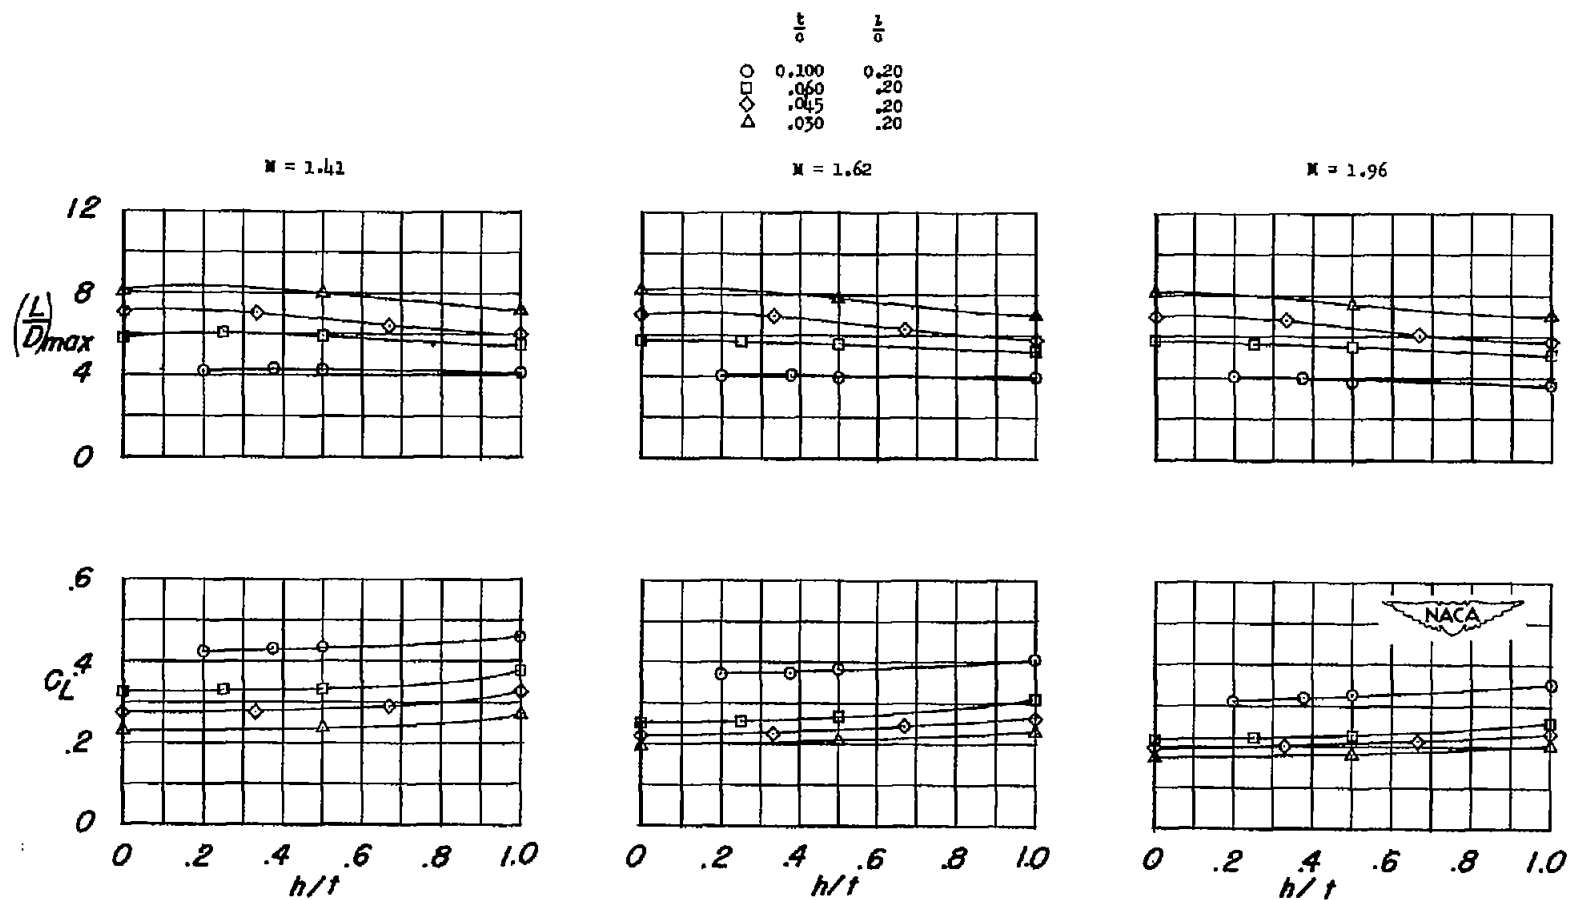 t/c l/c
0.100 0.20
.060 .20
.045 .20
.030 .20
M = 1.41 M = 1.62 M = 1.96
12
8
(L/D)max
4
0
.6
NACA
.4
CL
.2
0
0 .2 .4 .6 .8 1.0 0 .2 .4 .6 .8 1.0 0 .2 .4 .6 .8 1.0
h/t h/t h/t